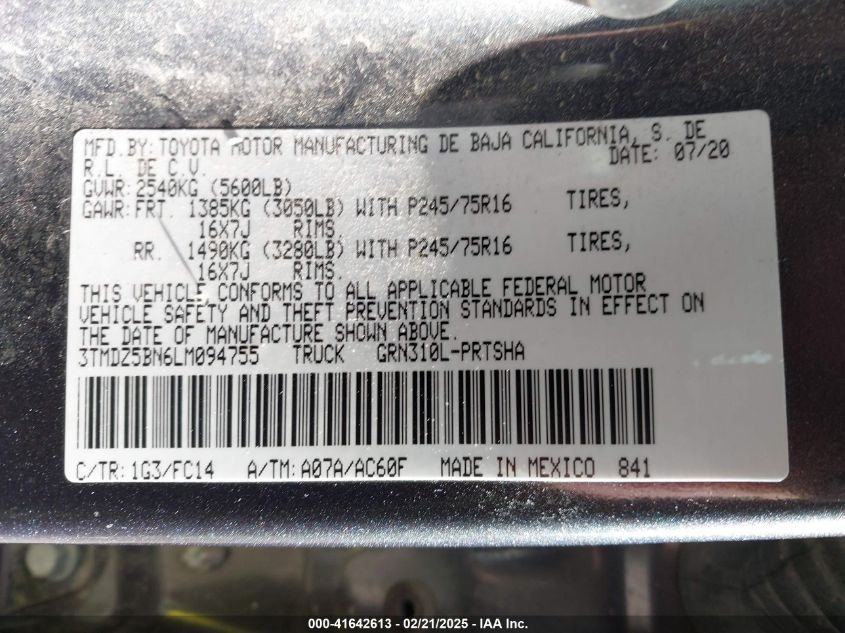 MFD.BY:TOYOTA MOTOR MANUFACTURING DE BAJA CALIFORNIA, S. DE
R.L. DE C.V. DATE: 07/20
GVWR:2540KG (5600LB)
GAWR:FRT. 1385KG (3050LB) WITH P245/75R16 TIRES,
16X7J RIMS.
RR. 1490KG (3280LB) WITH P245/75R16 TIRES,
16X7J RIMS.
THIS VEHICLE CONFORMS TO ALL APPLICABLE FEDERAL MOTOR
VEHICLE SAFETY AND THEFT PREVENTION STANDARDS IN EFFECT ON
THE DATE OF MANUFACTURE SHOWN ABOVE.
3TMDZ5BN6LM094755 TRUCK GRN310L-PRTSHA
C/TR:1G3/FC14 A/TM:A07A/AC60F MADE IN MEXICO 841
000-41642613 - 02/21/2025 - IAA Inc.